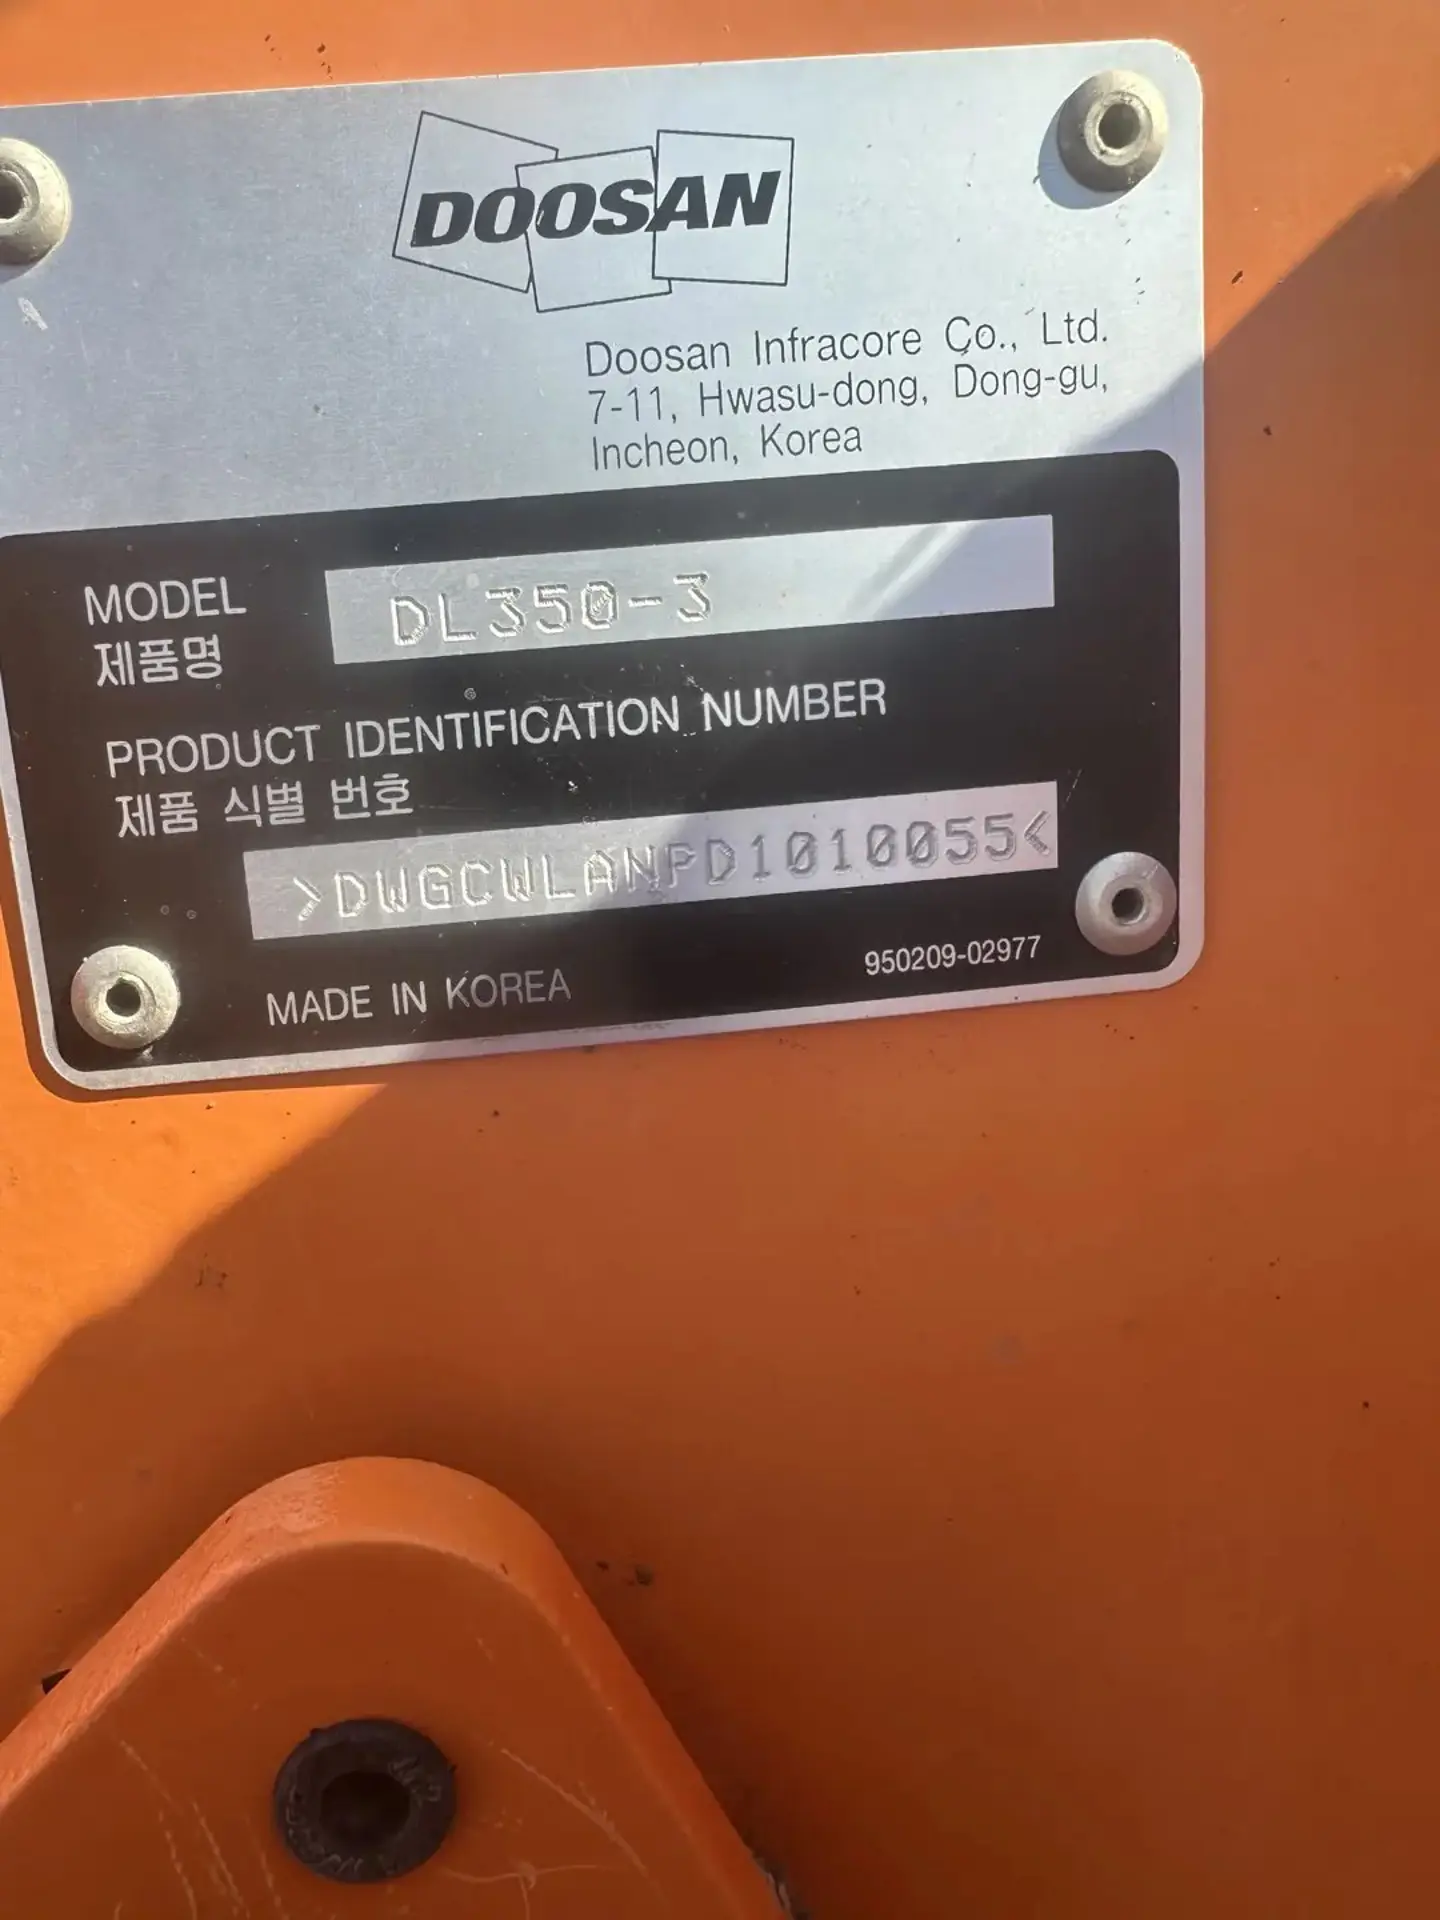 DOOSAN
Doosan Infracore Co., Ltd.
7-11, Hwasu-dong, Dong-gu,
Incheon, Korea
MODEL DL350-3
제품명
PRODUCT IDENTIFICATION NUMBER
제품 식별 번호
>DWGCWLANPD1010055<
MADE IN KOREA 950209-02977